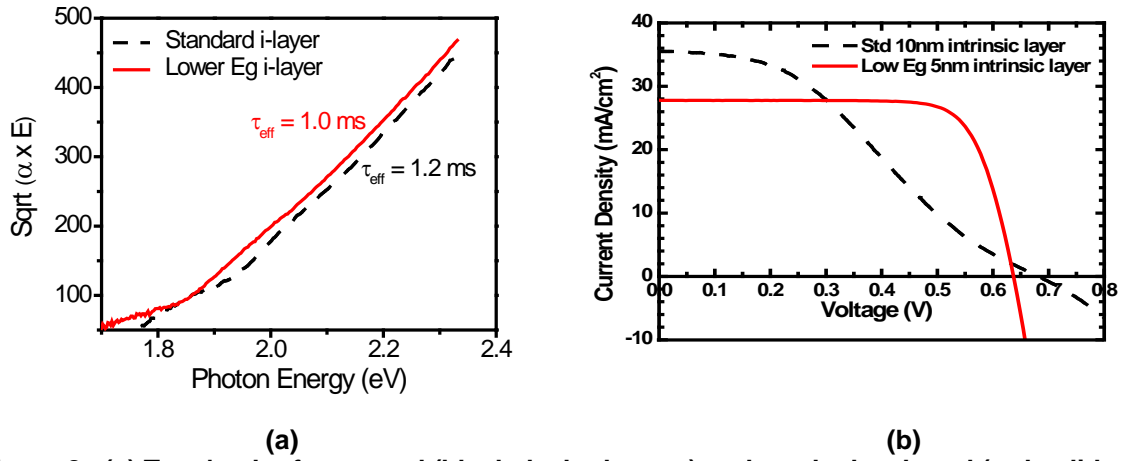 500
400
300
200
100
Sqrt (α x E)
Standard i-layer
Lower Eg i-layer
τeff = 1.0 ms
τeff = 1.2 ms
1.8
2.0
2.2
2.4
Photon Energy (eV)
(a)
40
30
20
10
0
-10
Current Density (mA/cm²)
Std 10nm intrinsic layer
Low Eg 5nm intrinsic layer
0.0
0.1
0.2
0.3
0.4
0.5
0.6
0.7
0.8
Voltage (V)
(b)